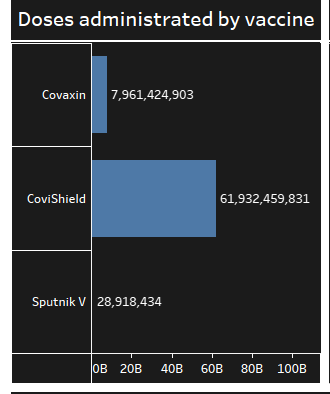 Doses administrated by vaccine
Covaxin 7,961,424,903
CoviShield 61,932,459,831
Sputnik V 28,918,434
0B 20B 40B 60B 80B 100B